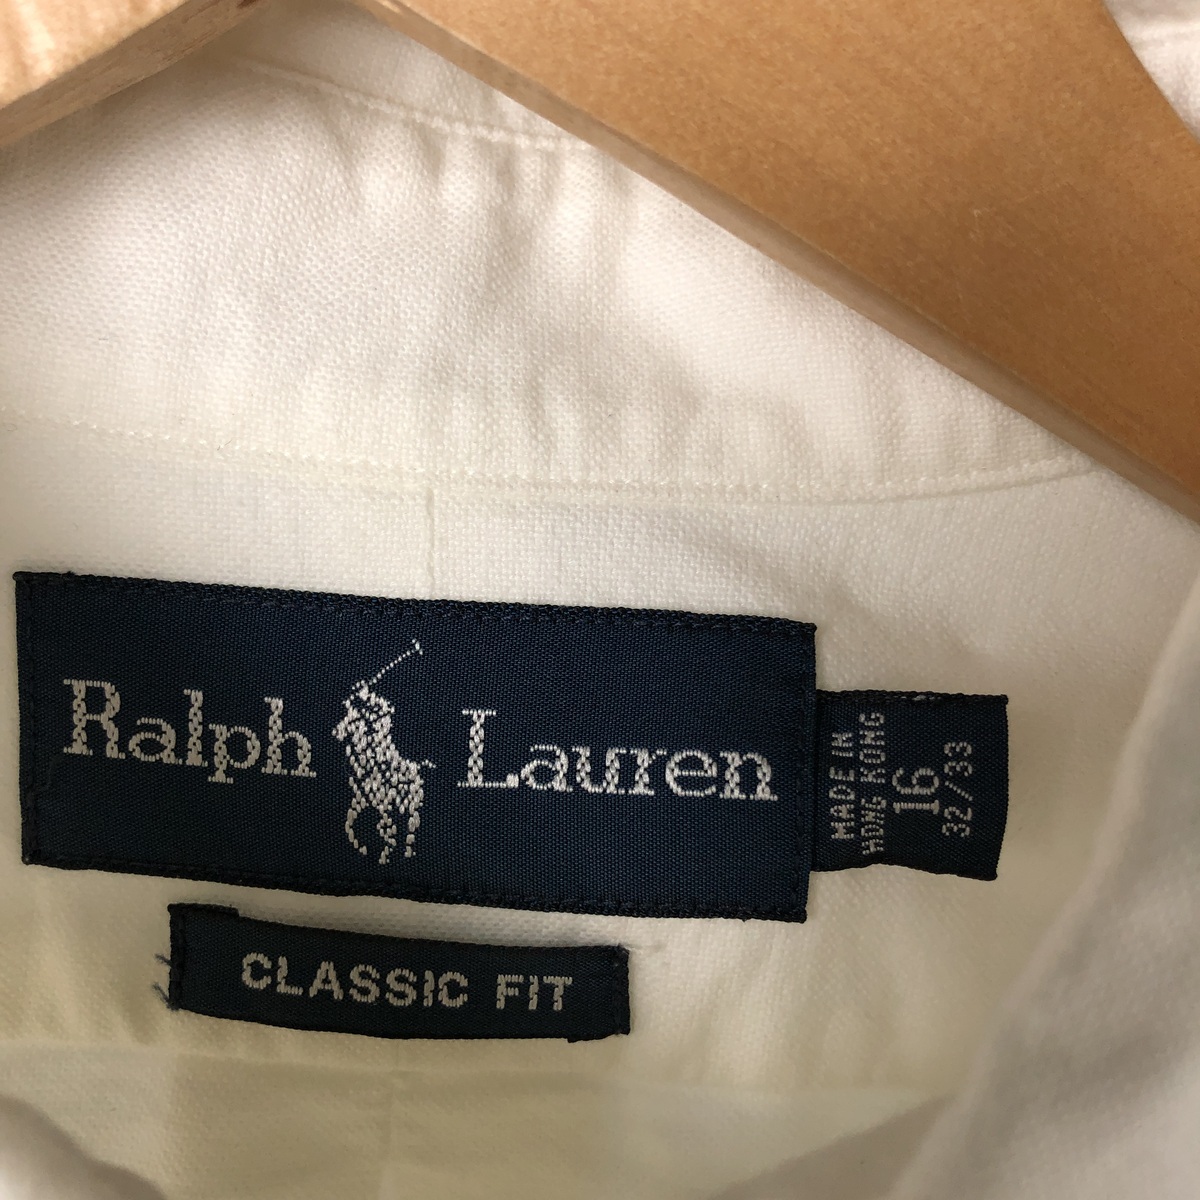 Ralph Lauren
MADE IN
HONG KONG
16
32/33
CLASSIC FIT